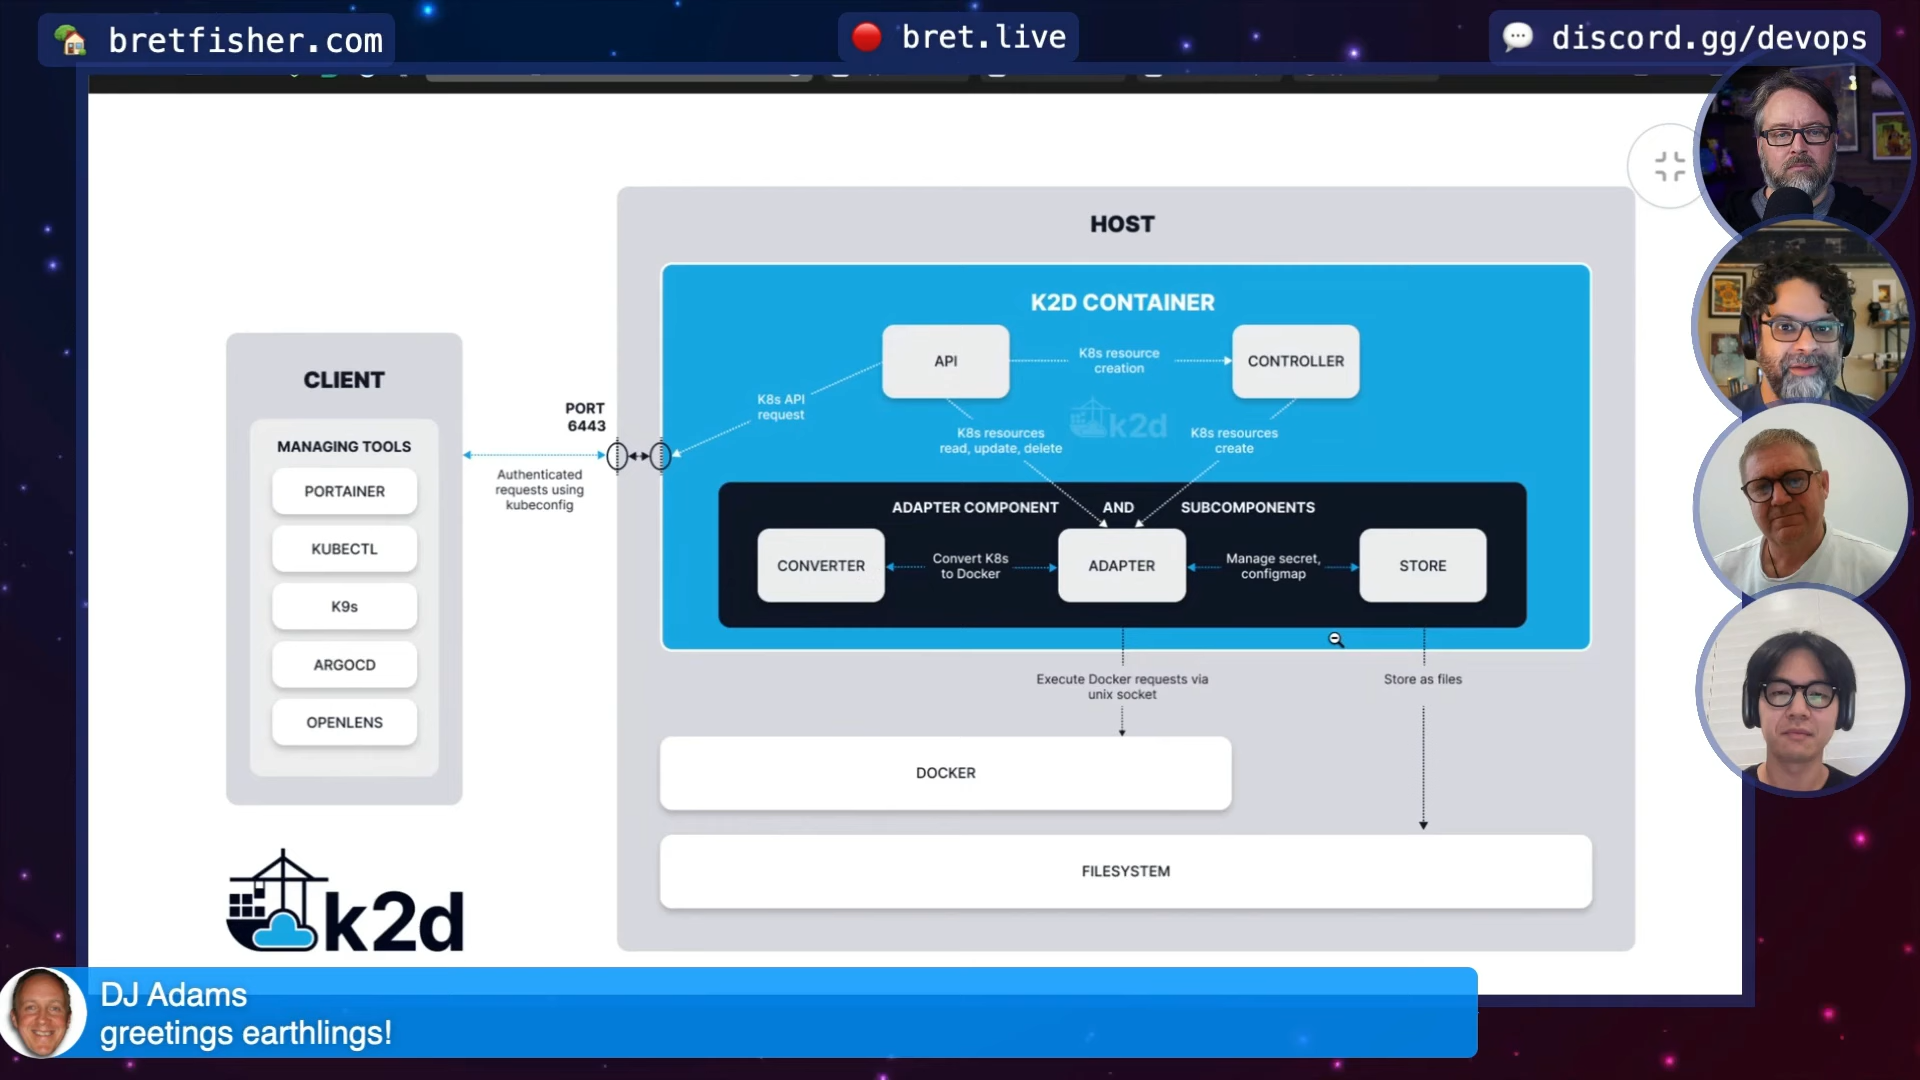 bretfisher.com
bret.live
discord.gg/devops
HOST
K2D CONTAINER
API
K8s resource
creation
CONTROLLER
K8s API
request
k2d
K8s resources
read, update, delete
K8s resources
create
CLIENT
MANAGING TOOLS
PORTAINER
KUBECTL
K9s
ARGOCD
OPENLENS
PORT
6443
Authenticated
requests using
kubeconfig
ADAPTER COMPONENT AND SUBCOMPONENTS
CONVERTER
Convert K8s
to Docker
ADAPTER
Manage secret,
configmap
STORE
Execute Docker requests via
unix socket
Store as files
DOCKER
FILESYSTEM
k2d
DJ Adams
greetings earthlings!